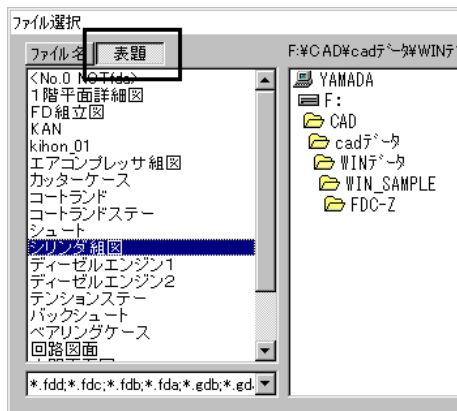 ファイル選択
ファイル名 表題
F:¥CAD¥cadデータ¥WINデ
<No.0 NOTfda>
1階平面詳細図
FD組立図
KAN
kihon_01
エアコンプレッサ組図
カッターケース
コートランド
コートランドステー
シュート
シリンダ組図
ディーゼルエンジン1
ディーゼルエンジン2
テンションステー
バックシュート
ベアリングケース
回路図面
*.fdd;*.fdc;*.fdb;*.fda;*.gdb;*.gd
YAMADA
F:
CAD
cadデータ
WINデータ
WIN_SAMPLE
FDC-Z